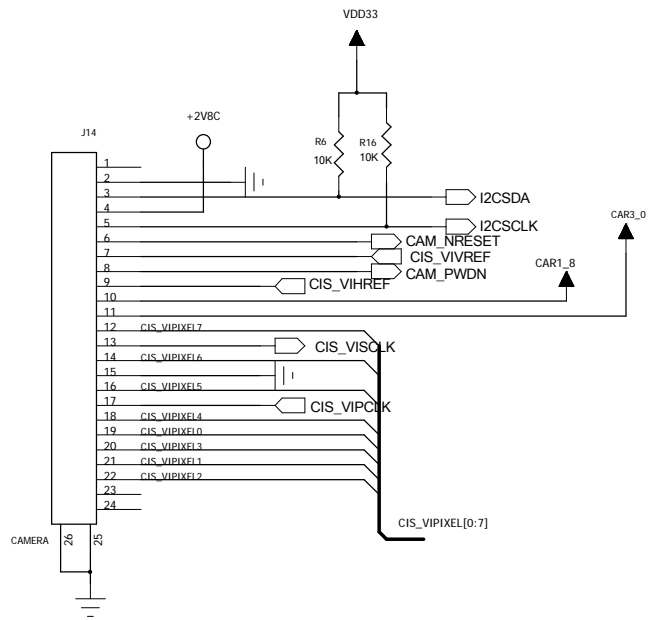 VDD33
+2V8C
J14
R6
10K
R16
10K
1
2
3
I2CSDA
4
5
I2CSCLK
CAR3_0
6
CAM_NRESET
7
CIS_VIVREF
8
CAM_PWDN
CAR1_8
9
CIS_VIHREF
10
11
12
CIS_VIPIXEL7
13
CIS_VISCLK
14
CIS_VIPIXEL6
15
16
CIS_VIPIXEL5
17
CIS_VIPCLK
18
CIS_VIPIXEL4
19
CIS_VIPIXEL0
20
CIS_VIPIXEL3
21
CIS_VIPIXEL1
22
CIS_VIPIXEL2
23
24
CIS_VIPIXEL[0:7]
CAMERA
26
25